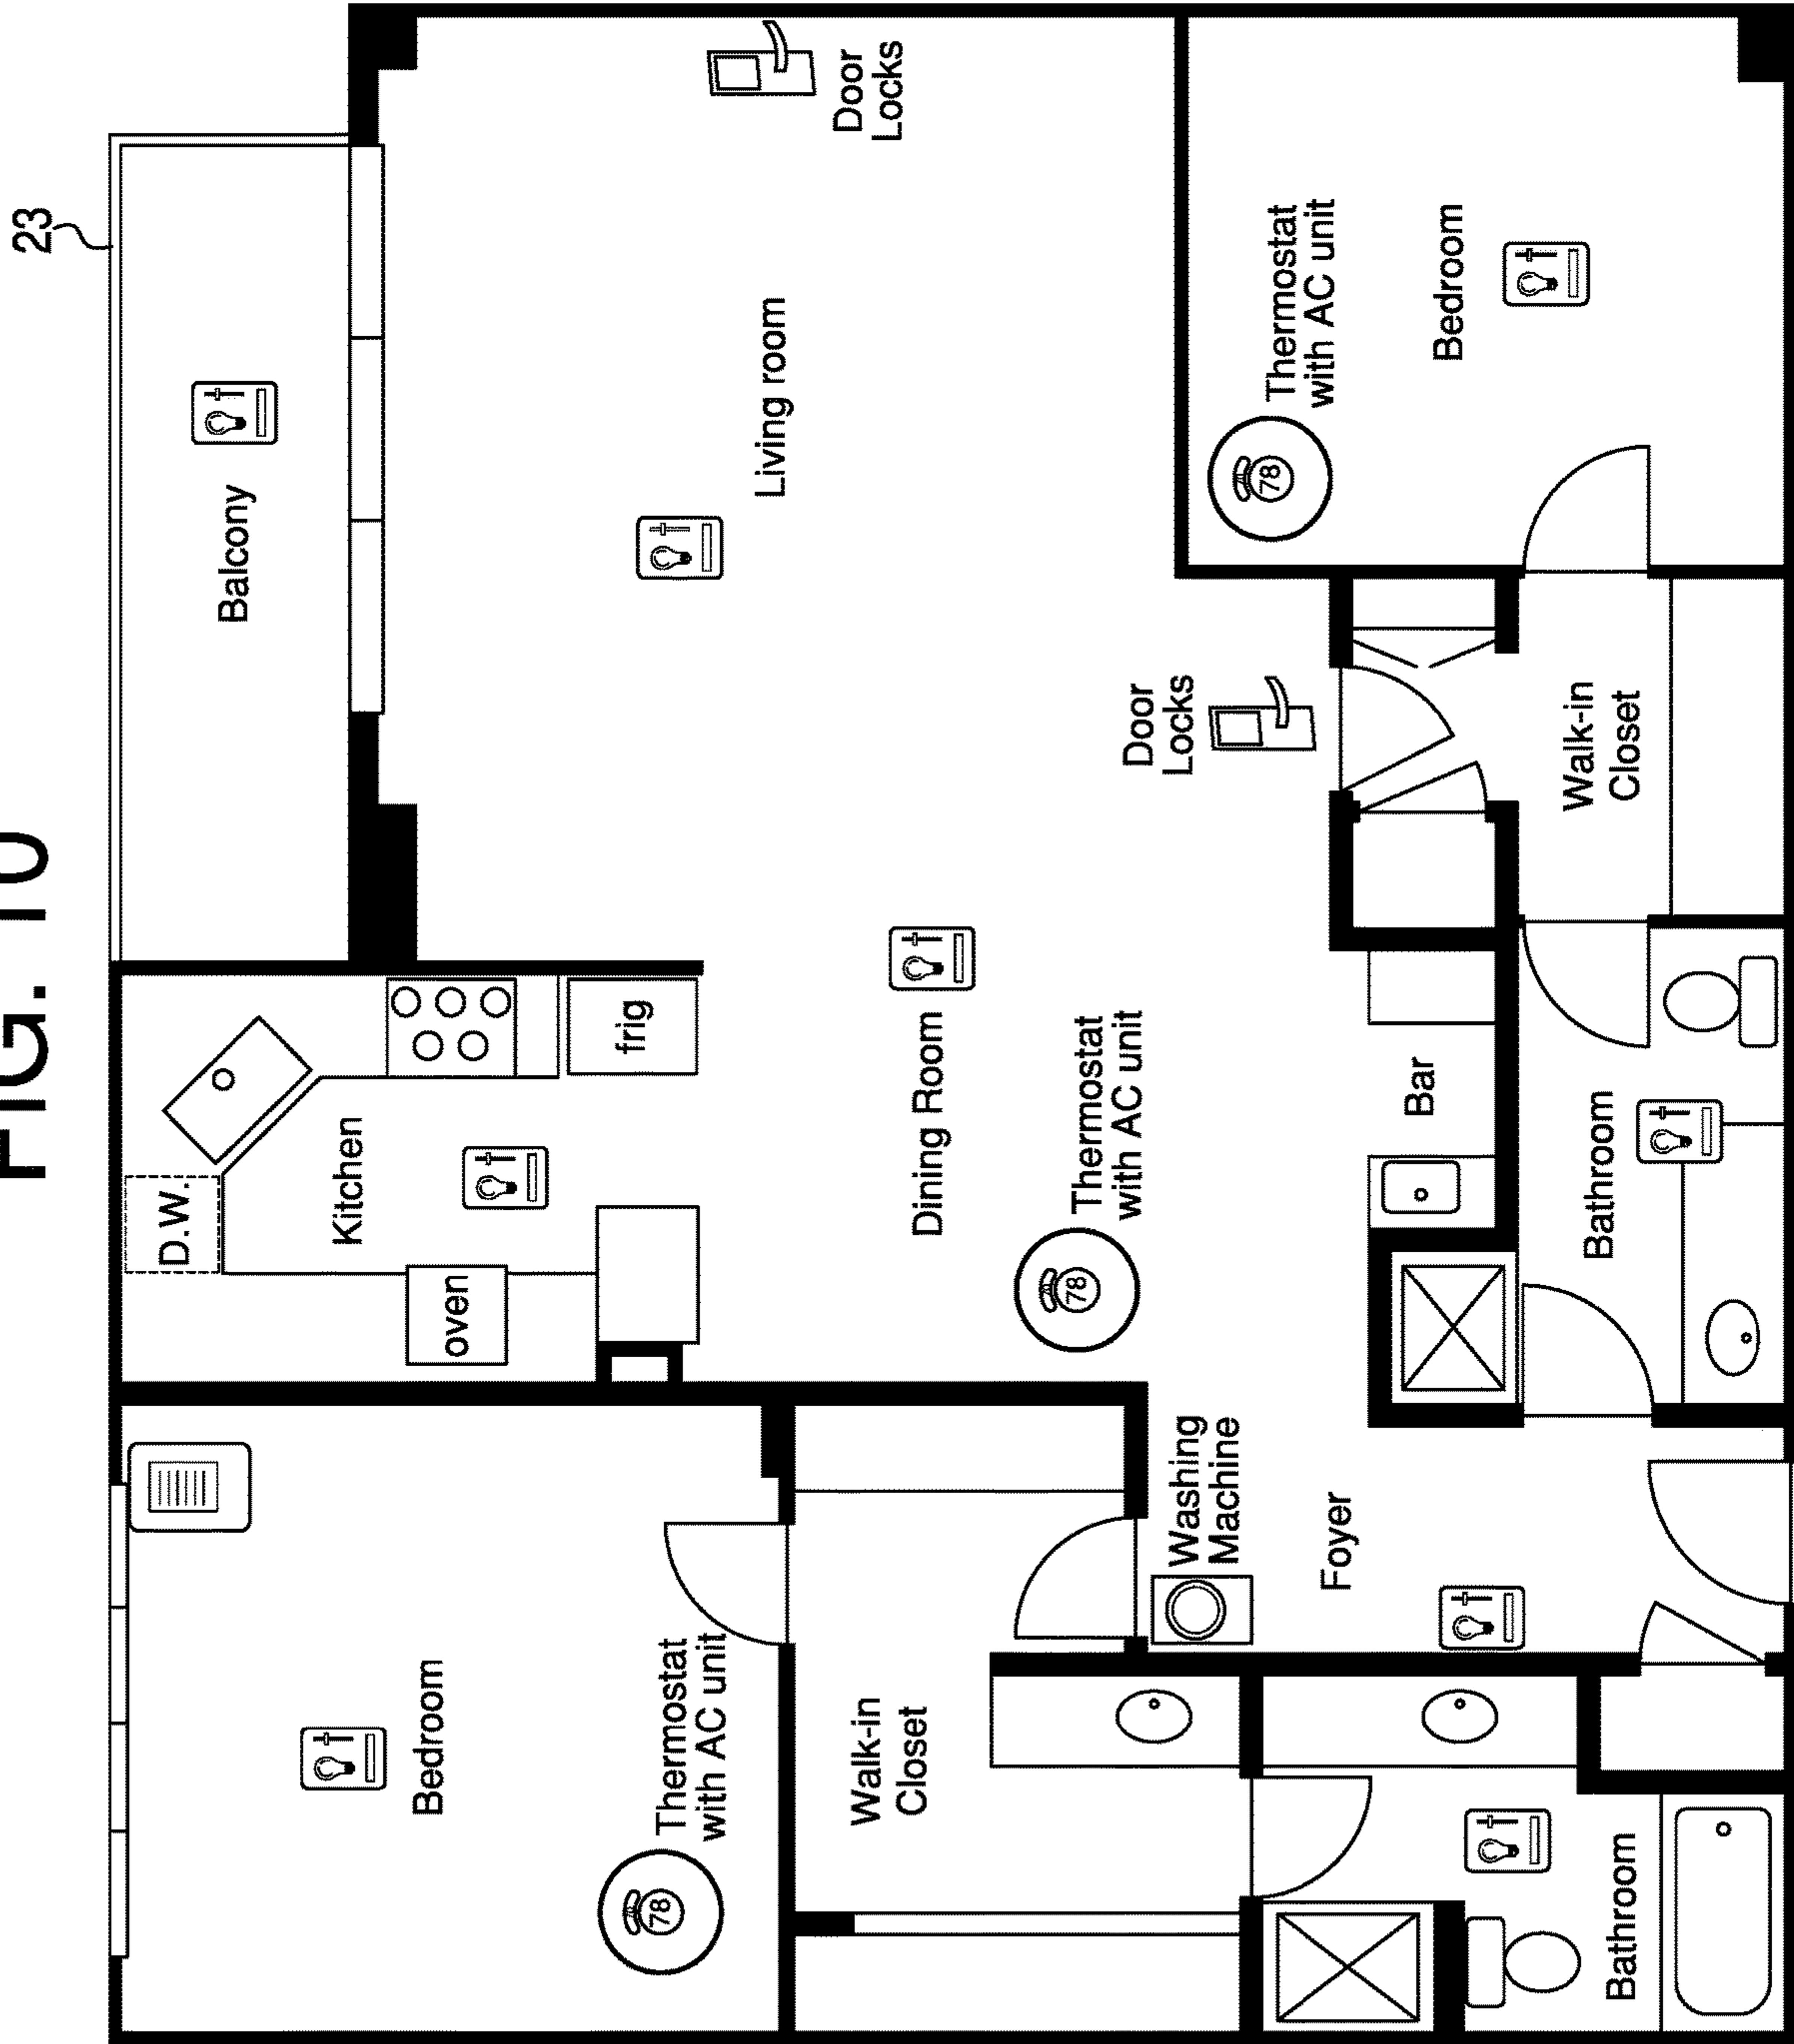 FIG. 10
23
Balcony
D.W.
Kitchen
oven
frig
Bedroom
Thermostat
with AC unit
78
Living room
Door
Locks
Dining Room
Thermostat
with AC unit
78
Walk-in
Closet
Washing
Machine
Foyer
Bar
Door
Locks
Thermostat
with AC unit
78
Bedroom
Walk-in
Closet
Bathroom
Bathroom